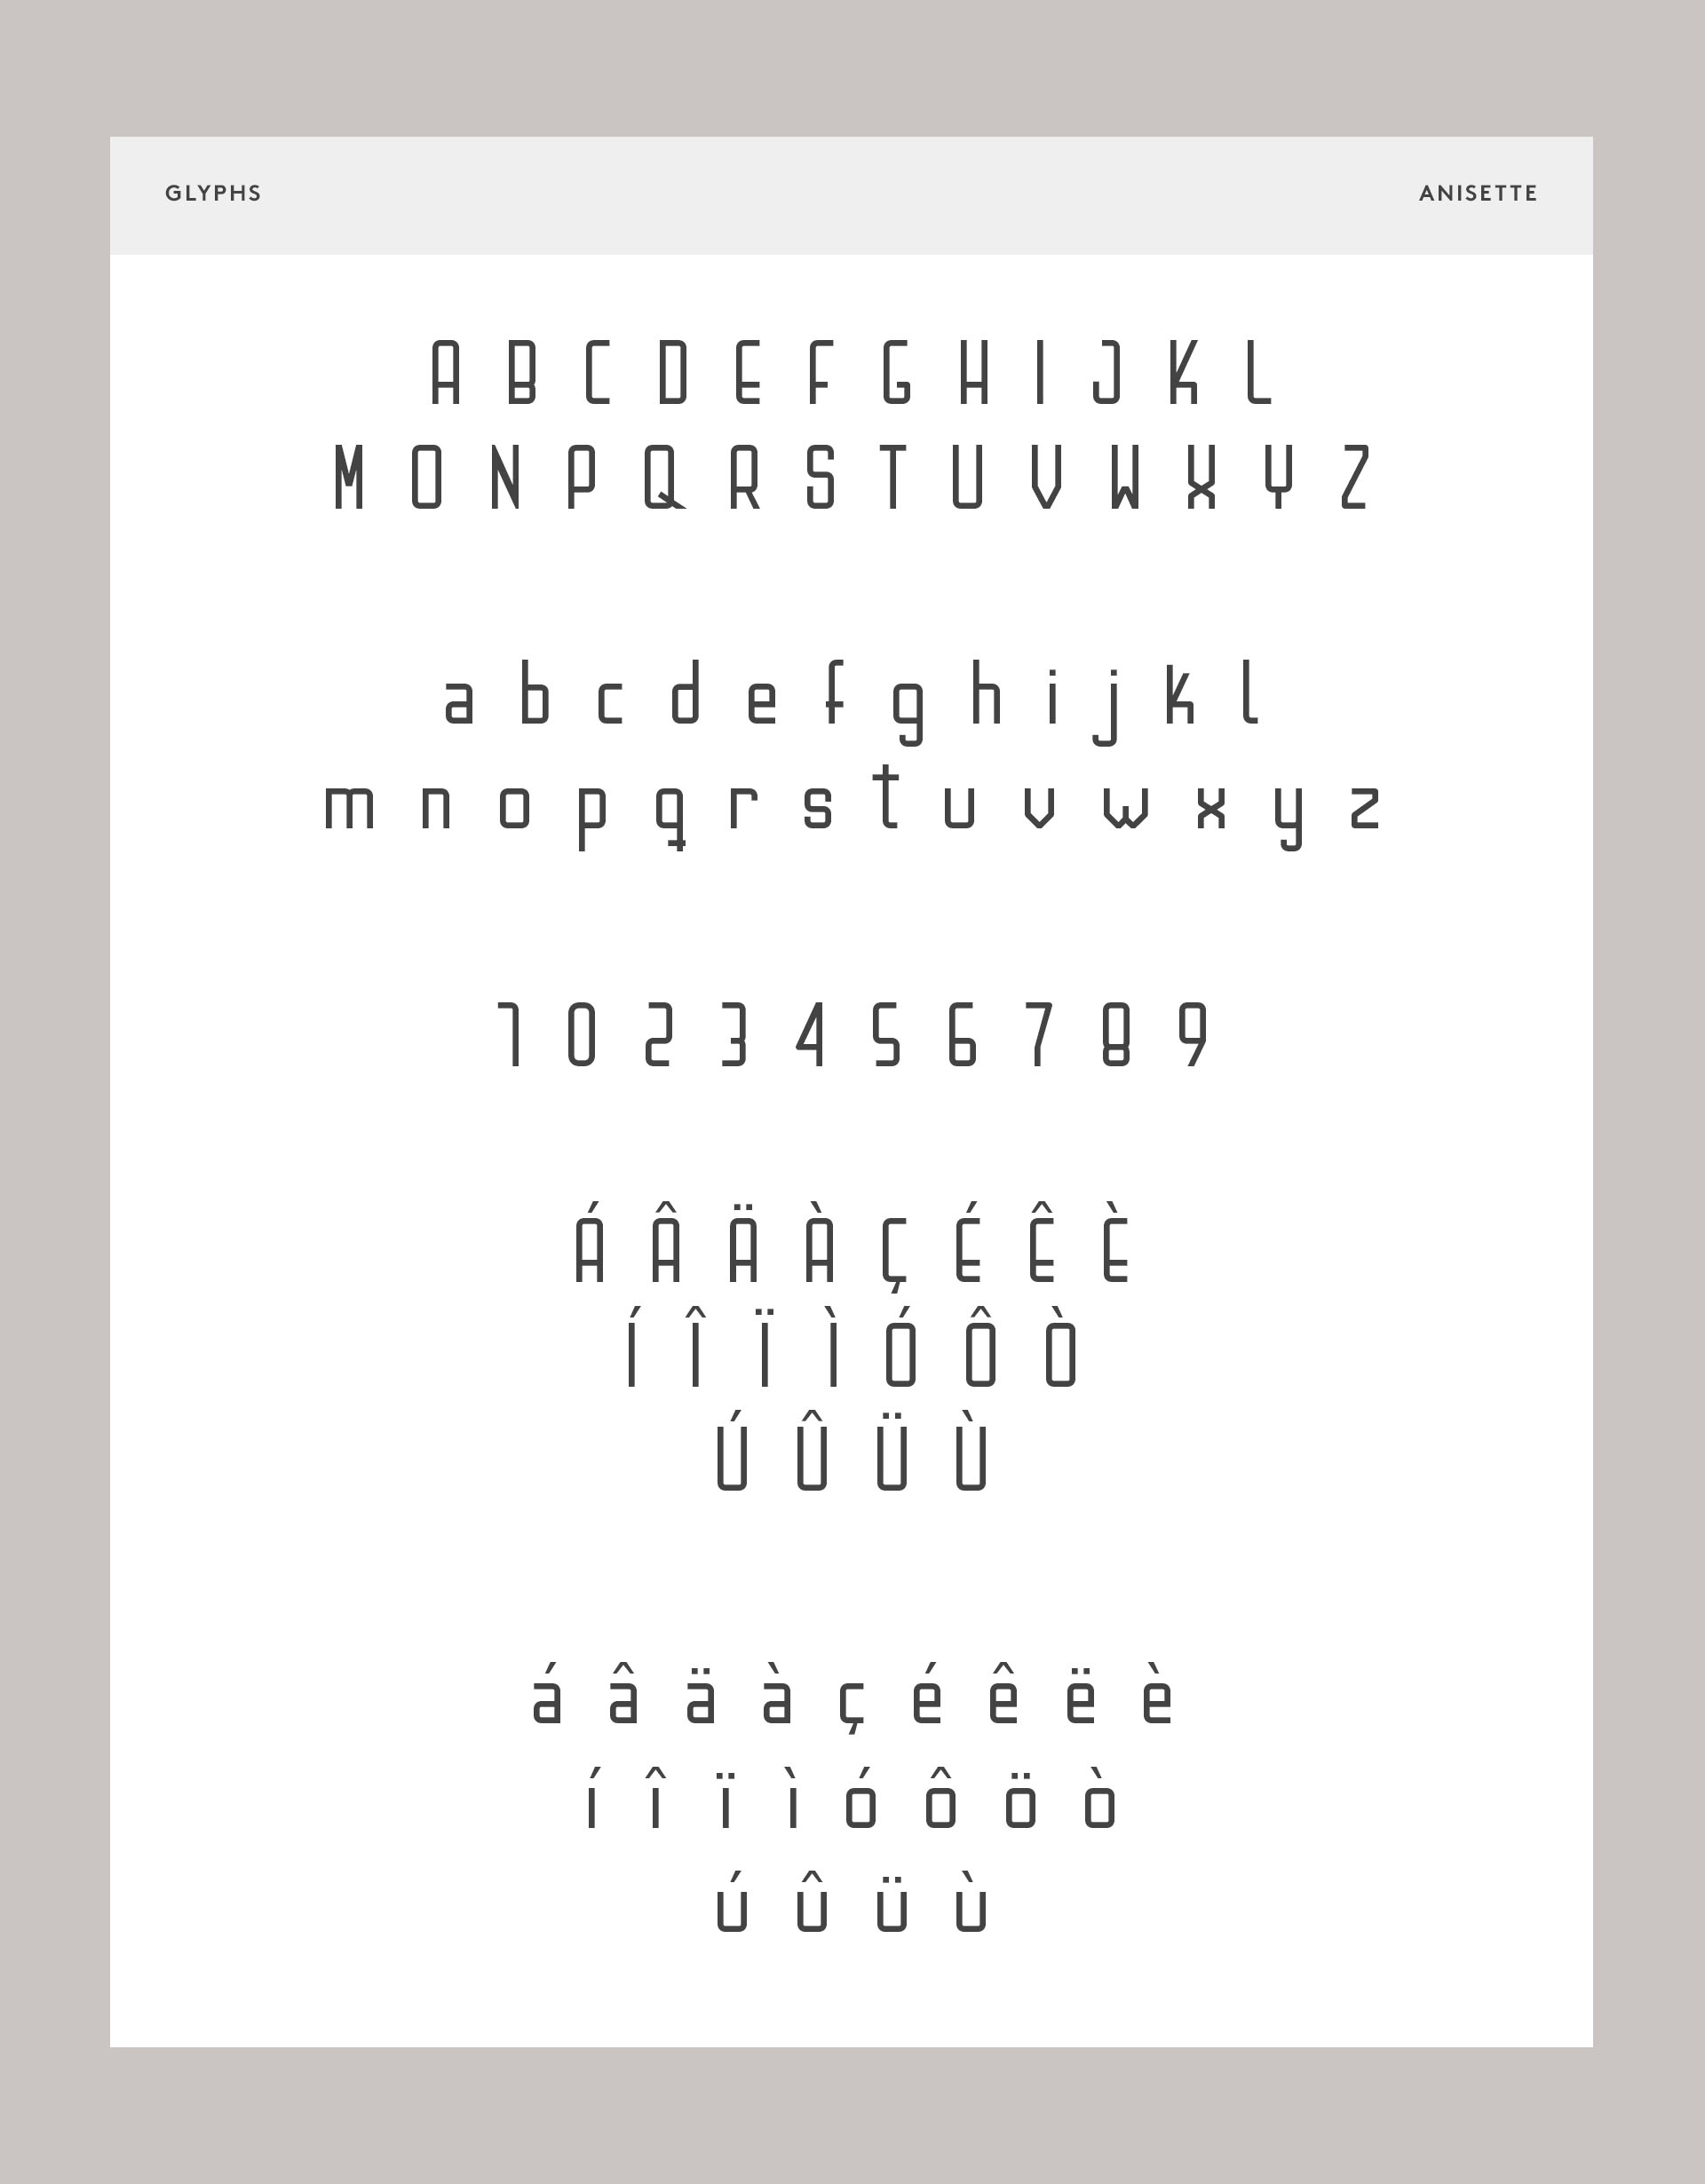 GLYPHS
ANISETTE
A B C D E F G H I J K L
M O N P Q R S T U V W X Y Z
a b c d e f g h i j k l
m n o p q r s t u v w x y z
1 0 2 3 4 5 6 7 8 9
Á Â Ä À Ç É Ê È
Í Î Ï Ì Ó Ô Ò
Ú Û Ü Ù
á â ä à ç é ê ë è
í î ï ì ó ô ö ò
ú û ü ù